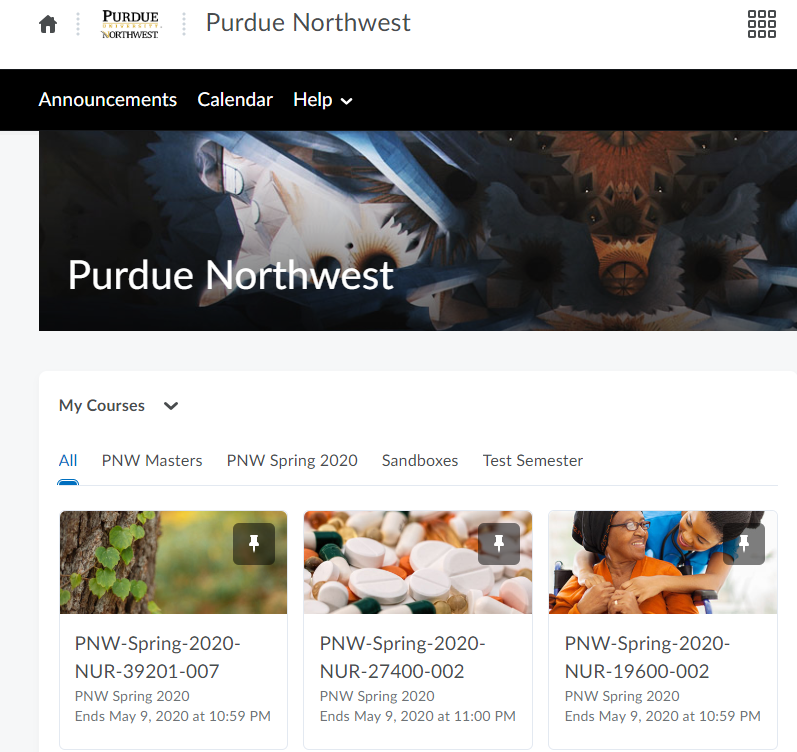 PURDUE
UNIVERSITY
NORTHWEST
Purdue Northwest
Announcements Calendar Help
Purdue Northwest
My Courses
All PNW Masters PNW Spring 2020 Sandboxes Test Semester
PNW-Spring-2020-
NUR-39201-007
PNW Spring 2020
Ends May 9, 2020 at 10:59 PM
PNW-Spring-2020-
NUR-27400-002
PNW Spring 2020
Ends May 9, 2020 at 11:00 PM
PNW-Spring-2020-
NUR-19600-002
PNW Spring 2020
Ends May 9, 2020 at 10:59 PM